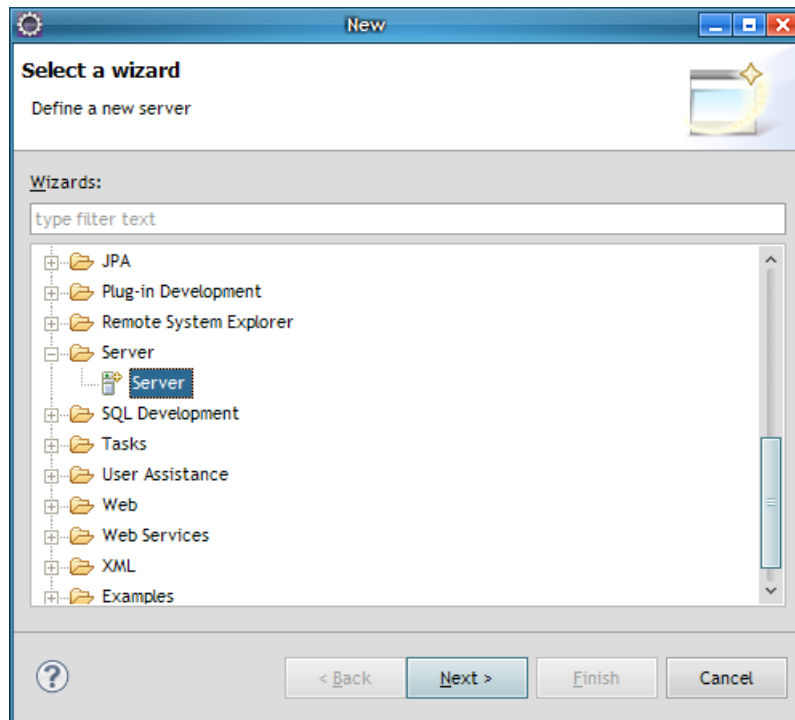 New
Select a wizard
Define a new server
Wizards:
type filter text
JPA
Plug-in Development
Remote System Explorer
Server
Server
SQL Development
Tasks
User Assistance
Web
Web Services
XML
Examples
? < Back Next > Finish Cancel